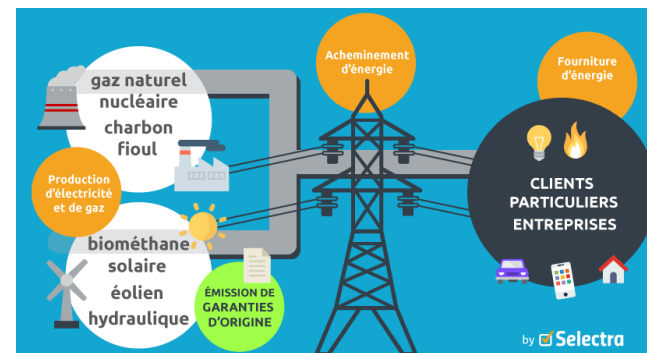 gaz naturel
nucléaire
charbon
fioul
Production
d'électricité
et de gaz
biométhane
solaire
éolien
hydraulique
ÉMISSION DE
GARANTIES
D'ORIGINE
Acheminement
d'énergie
Fourniture
d'énergie
CLIENTS
PARTICULIERS
ENTREPRISES
by Selectra